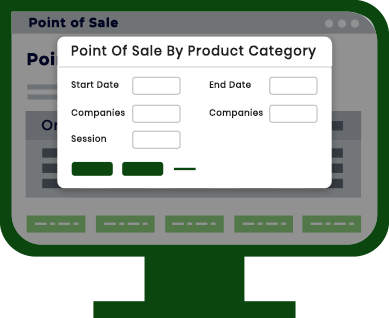 Point of Sale
Point Of Sale By Product Category
Poi
Start Date
End Date
Companies
Companies
Or
Session